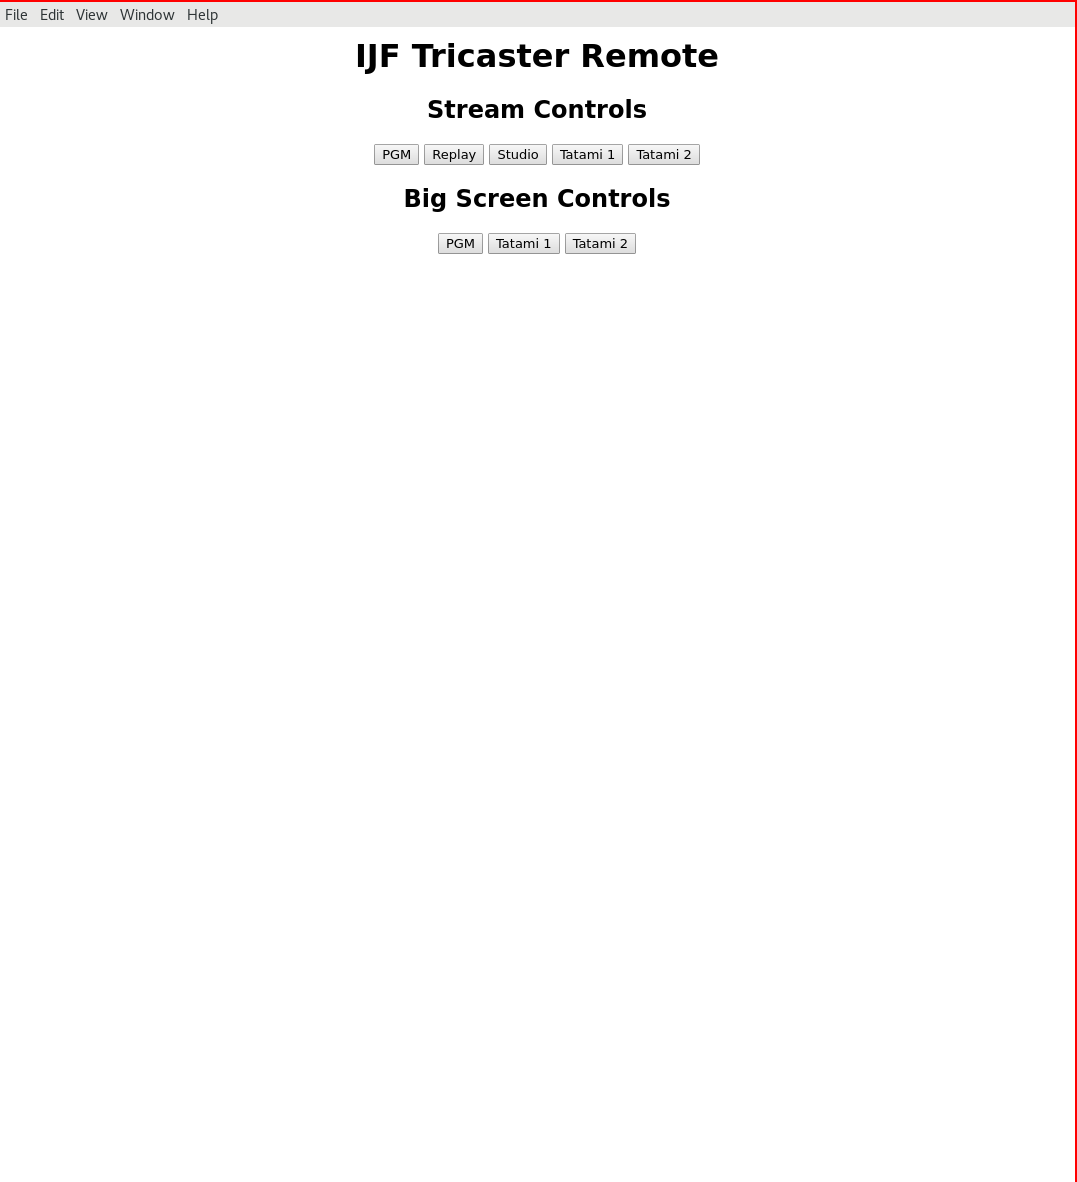 File Edit View Window Help
IJF Tricaster Remote
Stream Controls
PGM Replay Studio Tatami 1 Tatami 2
Big Screen Controls
PGM Tatami 1 Tatami 2